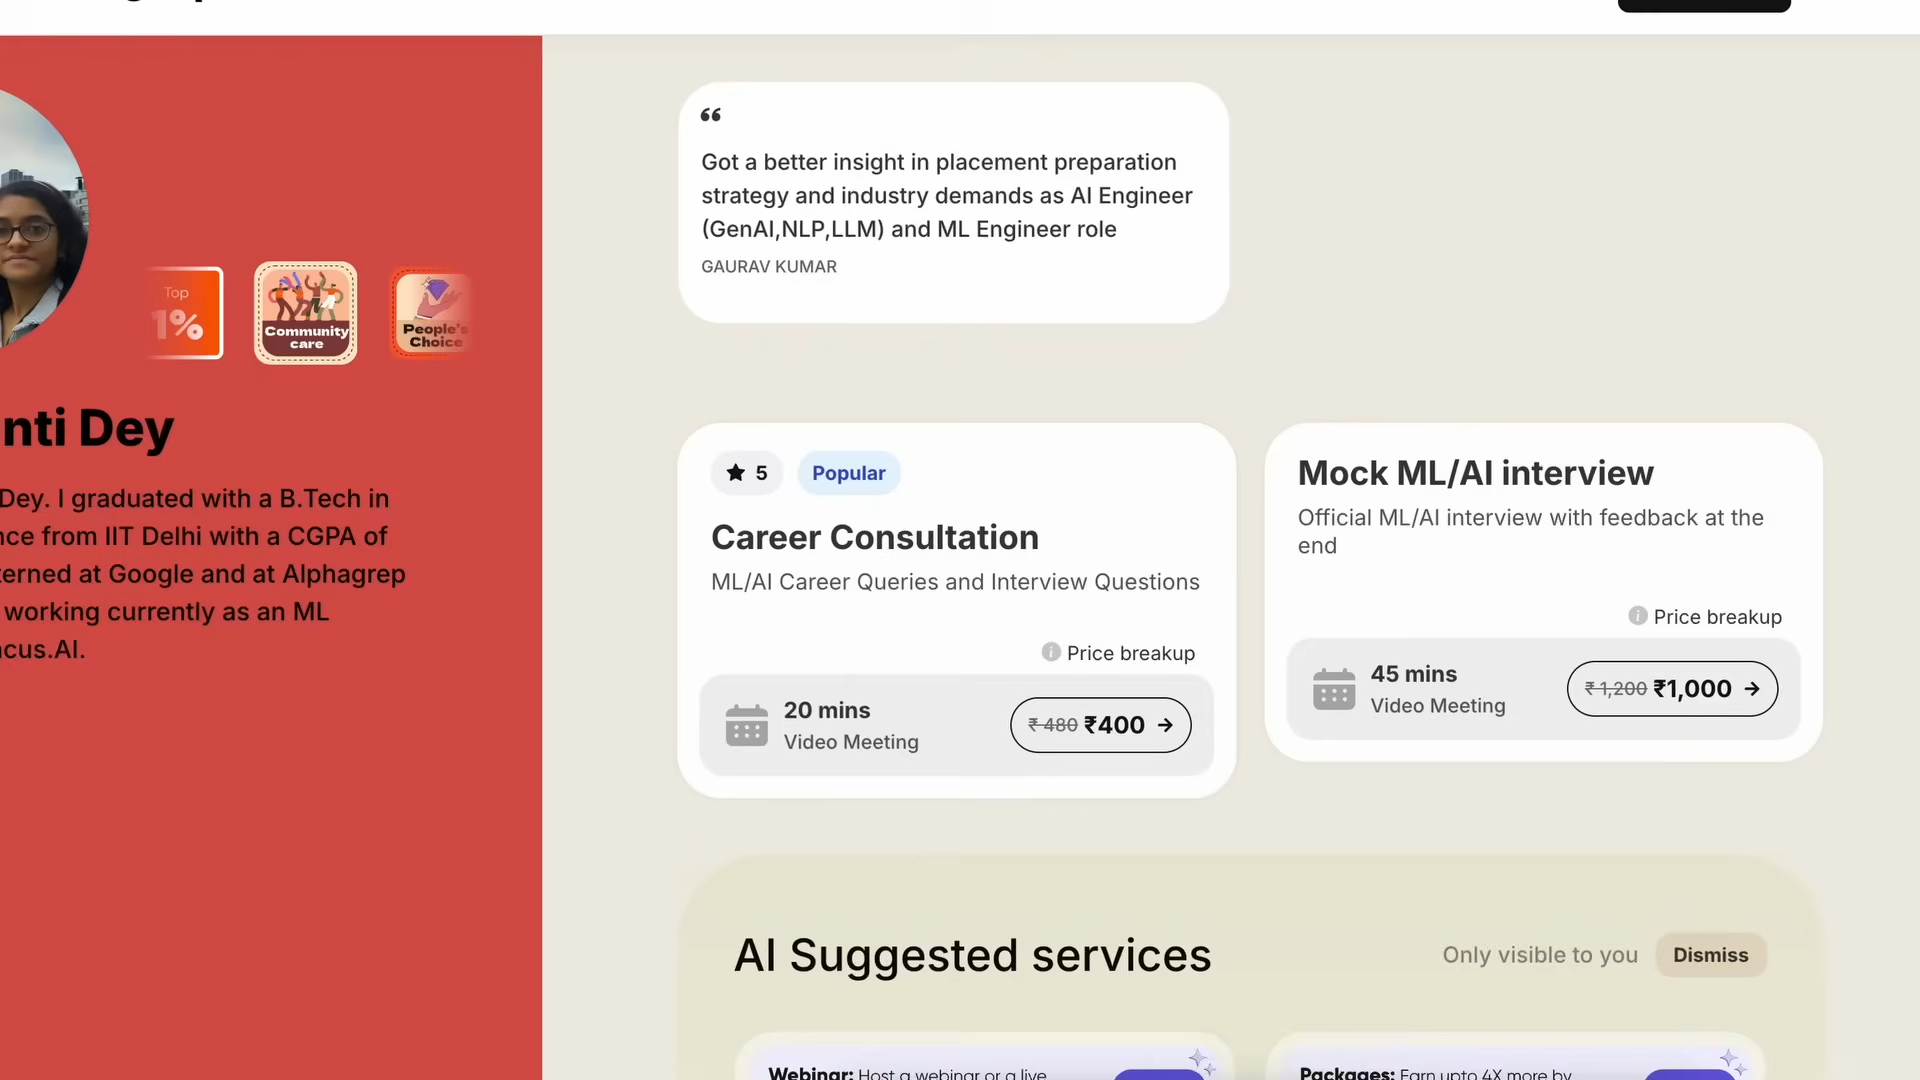 Top
1%
Community
care
People's
Choice
nti Dey
Dey. I graduated with a B.Tech in
nce from IIT Delhi with a CGPA of
terned at Google and at Alphagrep
working currently as an ML
acus.AI.
“
Got a better insight in placement preparation
strategy and industry demands as AI Engineer
(GenAI,NLP,LLM) and ML Engineer role
GAURAV KUMAR
5 Popular
Career Consultation
ML/AI Career Queries and Interview Questions
Price breakup
20 mins
Video Meeting
₹ 480 ₹400
Mock ML/AI interview
Official ML/AI interview with feedback at the
end
Price breakup
45 mins
Video Meeting
₹ 1,200 ₹1,000
AI Suggested services
Only visible to you Dismiss
Webinar: Host a webinar or a live
Packages: Earn upto 4X more by